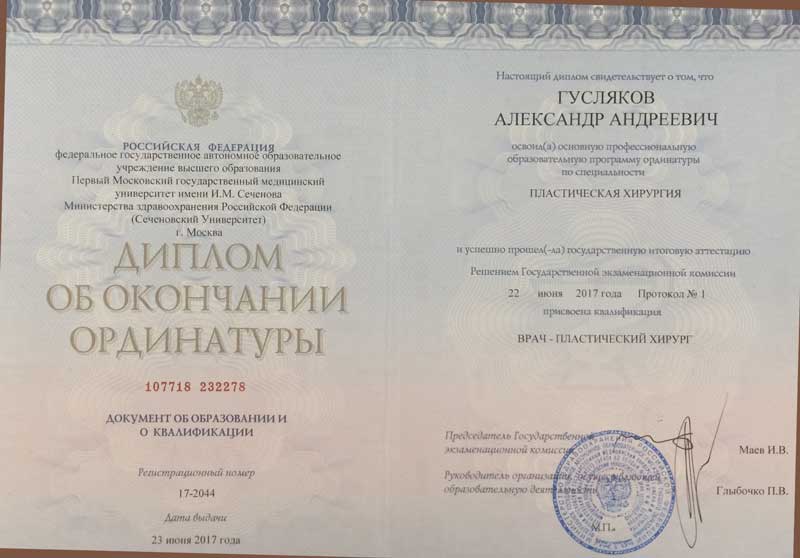 РОССИЙСКАЯ ФЕДЕРАЦИЯ
федеральное государственное автономное образовательное
учреждение высшего образования
Первый Московский государственный медицинский
университет имени И.М. Сеченова
Министерства здравоохранения Российской Федерации
(Сеченовский Университет)
г. Москва
ДИПЛОМ
ОБ ОКОНЧАНИИ
ОРДИНАТУРЫ
107718 232278
ДОКУМЕНТ ОБ ОБРАЗОВАНИИ И
О КВАЛИФИКАЦИИ
Регистрационный номер
17-2044
Дата выдачи
23 июня 2017 года
Настоящий диплом свидетельствует о том, что
ГУСЛЯКОВ
АЛЕКСАНДР АНДРЕЕВИЧ
освоил(а) основную профессиональную
образовательную программу ординатуры
по специальности
ПЛАСТИЧЕСКАЯ ХИРУРГИЯ
и успешно прошел(-ла) государственную итоговую аттестацию
Решением Государственной экзаменационной комиссии
22 июня 2017 года Протокол № 1
присвоена квалификация
ВРАЧ - ПЛАСТИЧЕСКИЙ ХИРУРГ
Председатель Государственной
экзаменационной комиссии
Маев И.В.
Руководитель организации, осуществляющей
образовательную деятельность
Глыбочко П.В.
М.П.